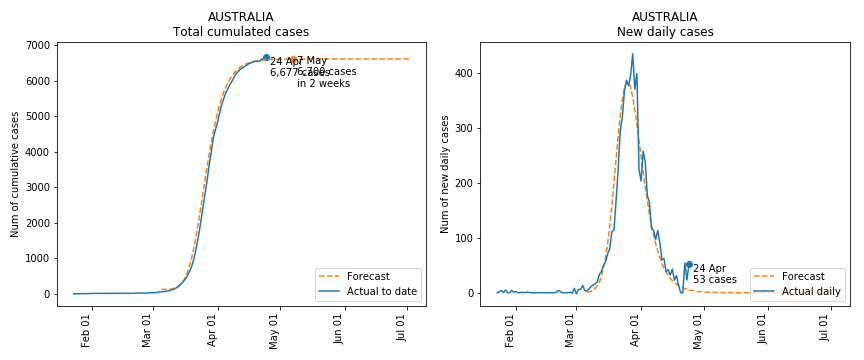 AUSTRALIA
Total cumulated cases
Num of cumulative cases
7000
6000
5000
4000
3000
2000
1000
0
24 Apr
6,677 cases
7 May
6,700 cases
in 2 weeks
Forecast
Actual to date
Feb 01
Mar 01
Apr 01
May 01
Jun 01
Jul 01
AUSTRALIA
New daily cases
Num of new daily cases
400
300
200
100
0
24 Apr
53 cases
Forecast
Actual daily
Feb 01
Mar 01
Apr 01
May 01
Jun 01
Jul 01